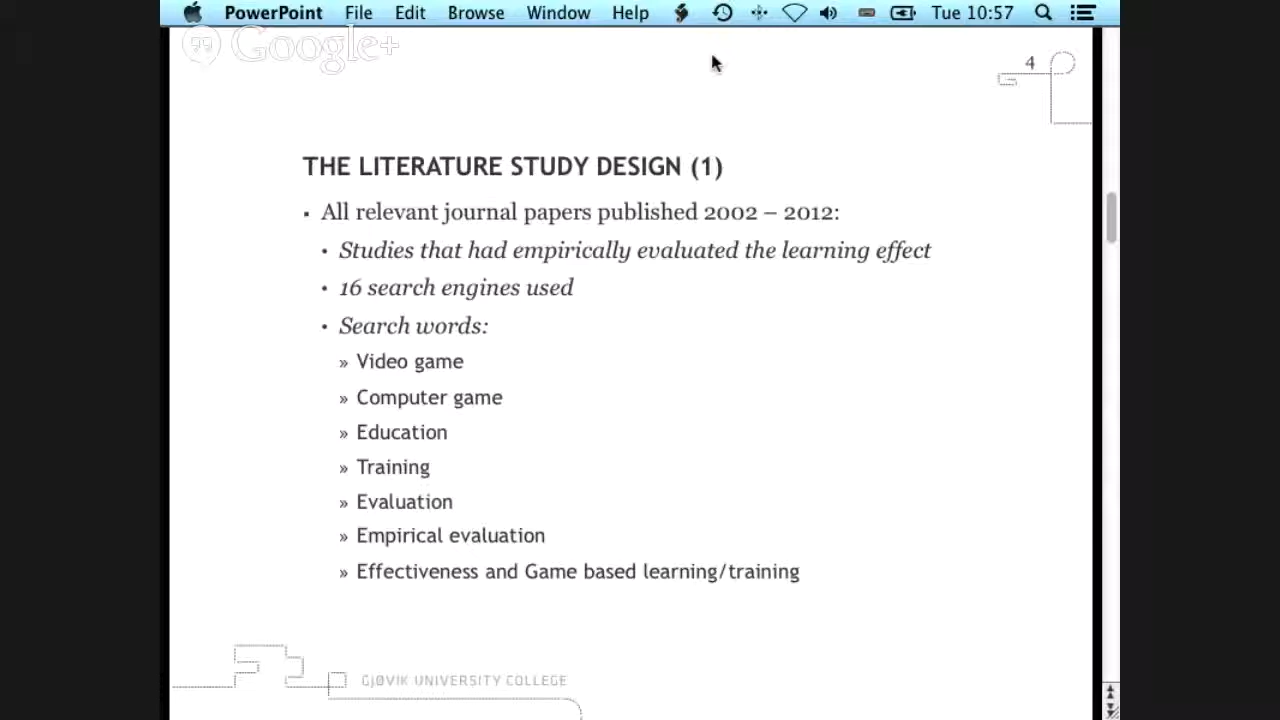 PowerPoint File Edit Browse Window Help Tue 10:57
Google+
4
THE LITERATURE STUDY DESIGN (1)
▪ All relevant journal papers published 2002 – 2012:
• Studies that had empirically evaluated the learning effect
• 16 search engines used
• Search words:
» Video game
» Computer game
» Education
» Training
» Evaluation
» Empirical evaluation
» Effectiveness and Game based learning/training
GJØVIK UNIVERSITY COLLEGE